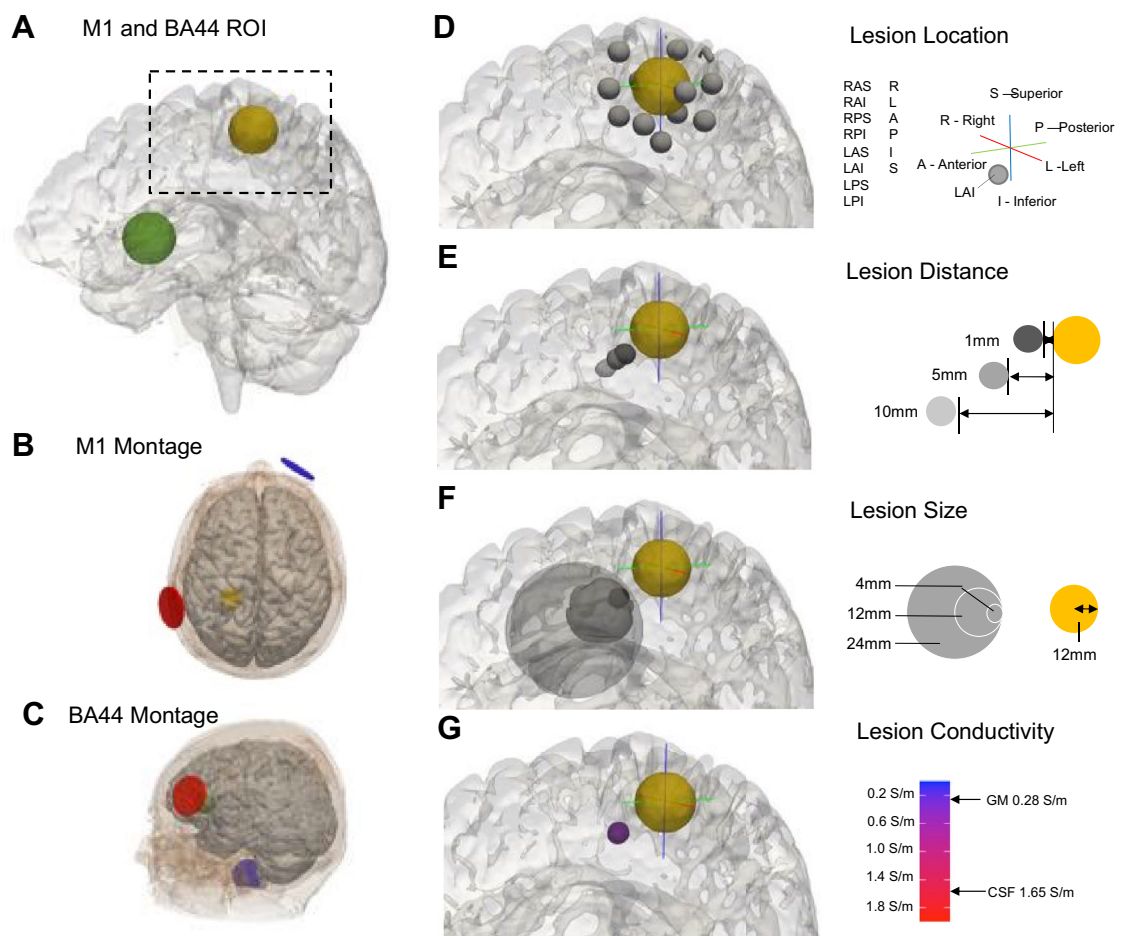 A M1 and BA44 ROI
B M1 Montage
C BA44 Montage
D Lesion Location
RAS R
RAI L
RPS A
RPI P
LAS I
LAI S
LPS
LPI
S —Superior
R - Right
P —Posterior
A - Anterior
L -Left
LAI
I - Inferior
E Lesion Distance
1mm
5mm
10mm
F Lesion Size
4mm
12mm
24mm
12mm
G Lesion Conductivity
0.2 S/m
GM 0.28 S/m
0.6 S/m
1.0 S/m
1.4 S/m
CSF 1.65 S/m
1.8 S/m